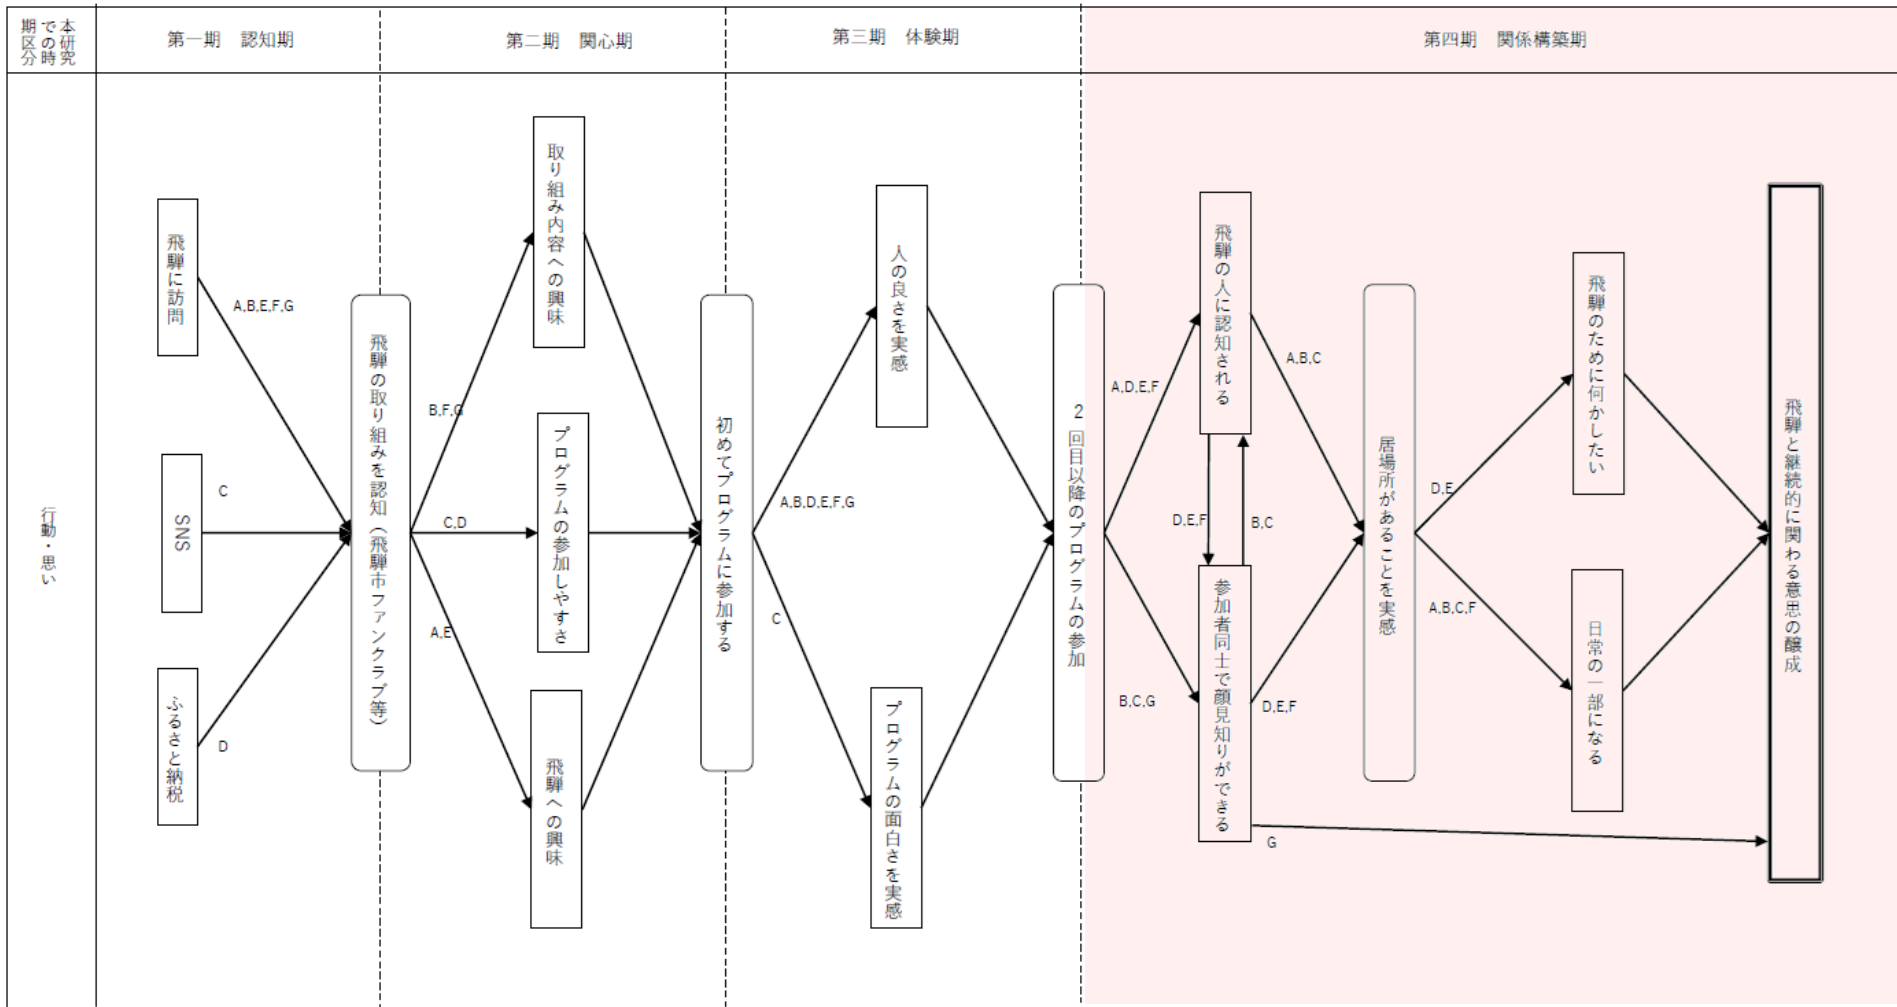 本研究
での時
期区分
第一期　認知期
第二期　関心期
第三期　体験期
第四期　関係構築期
行動・思い
飛騨に訪問
SNS
ふるさと納税
A,B,E,F,G
C
D
飛騨の取り組みを認知（飛騨市ファンクラブ等）
B,F,G
C,D
A,E
取り組み内容への興味
プログラムの参加しやすさ
飛騨への興味
初めてプログラムに参加する
A,B,D,E,F,G
C
人の良さを実感
プログラムの面白さを実感
２回目以降のプログラムの参加
A,D,E,F
B,C,G
飛騨の人に認知される
D,E,F
B,C
参加者同士で顔見知りができる
A,B,C
D,E,F
G
居場所があることを実感
D,E
A,B,C,F
飛騨のために何かしたい
日常の一部になる
飛騨と継続的に関わる意思の醸成